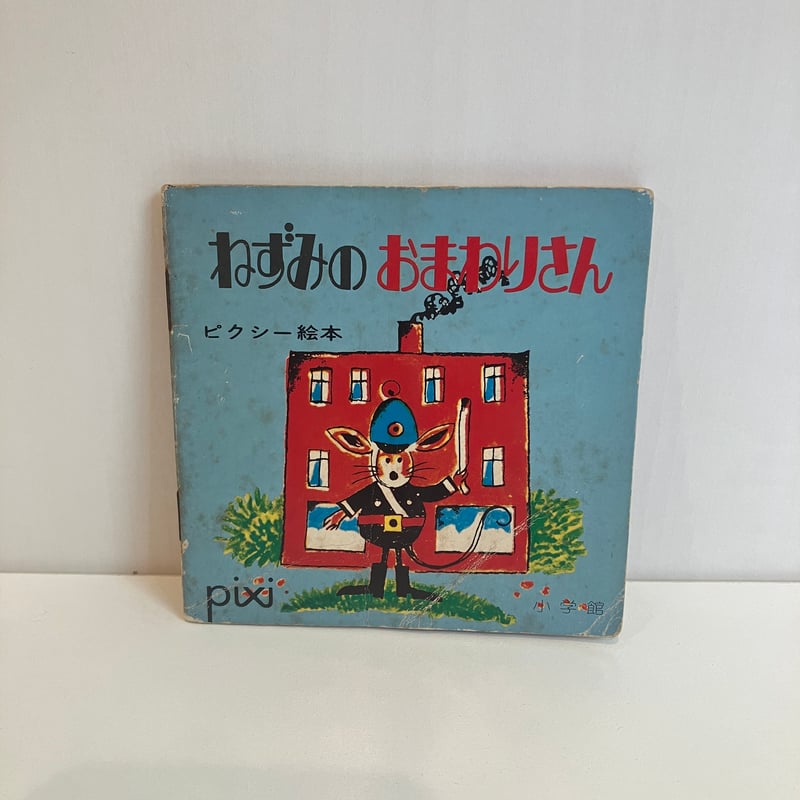 ねずみの おまわりさん
ピクシー絵本
pixi
小学館